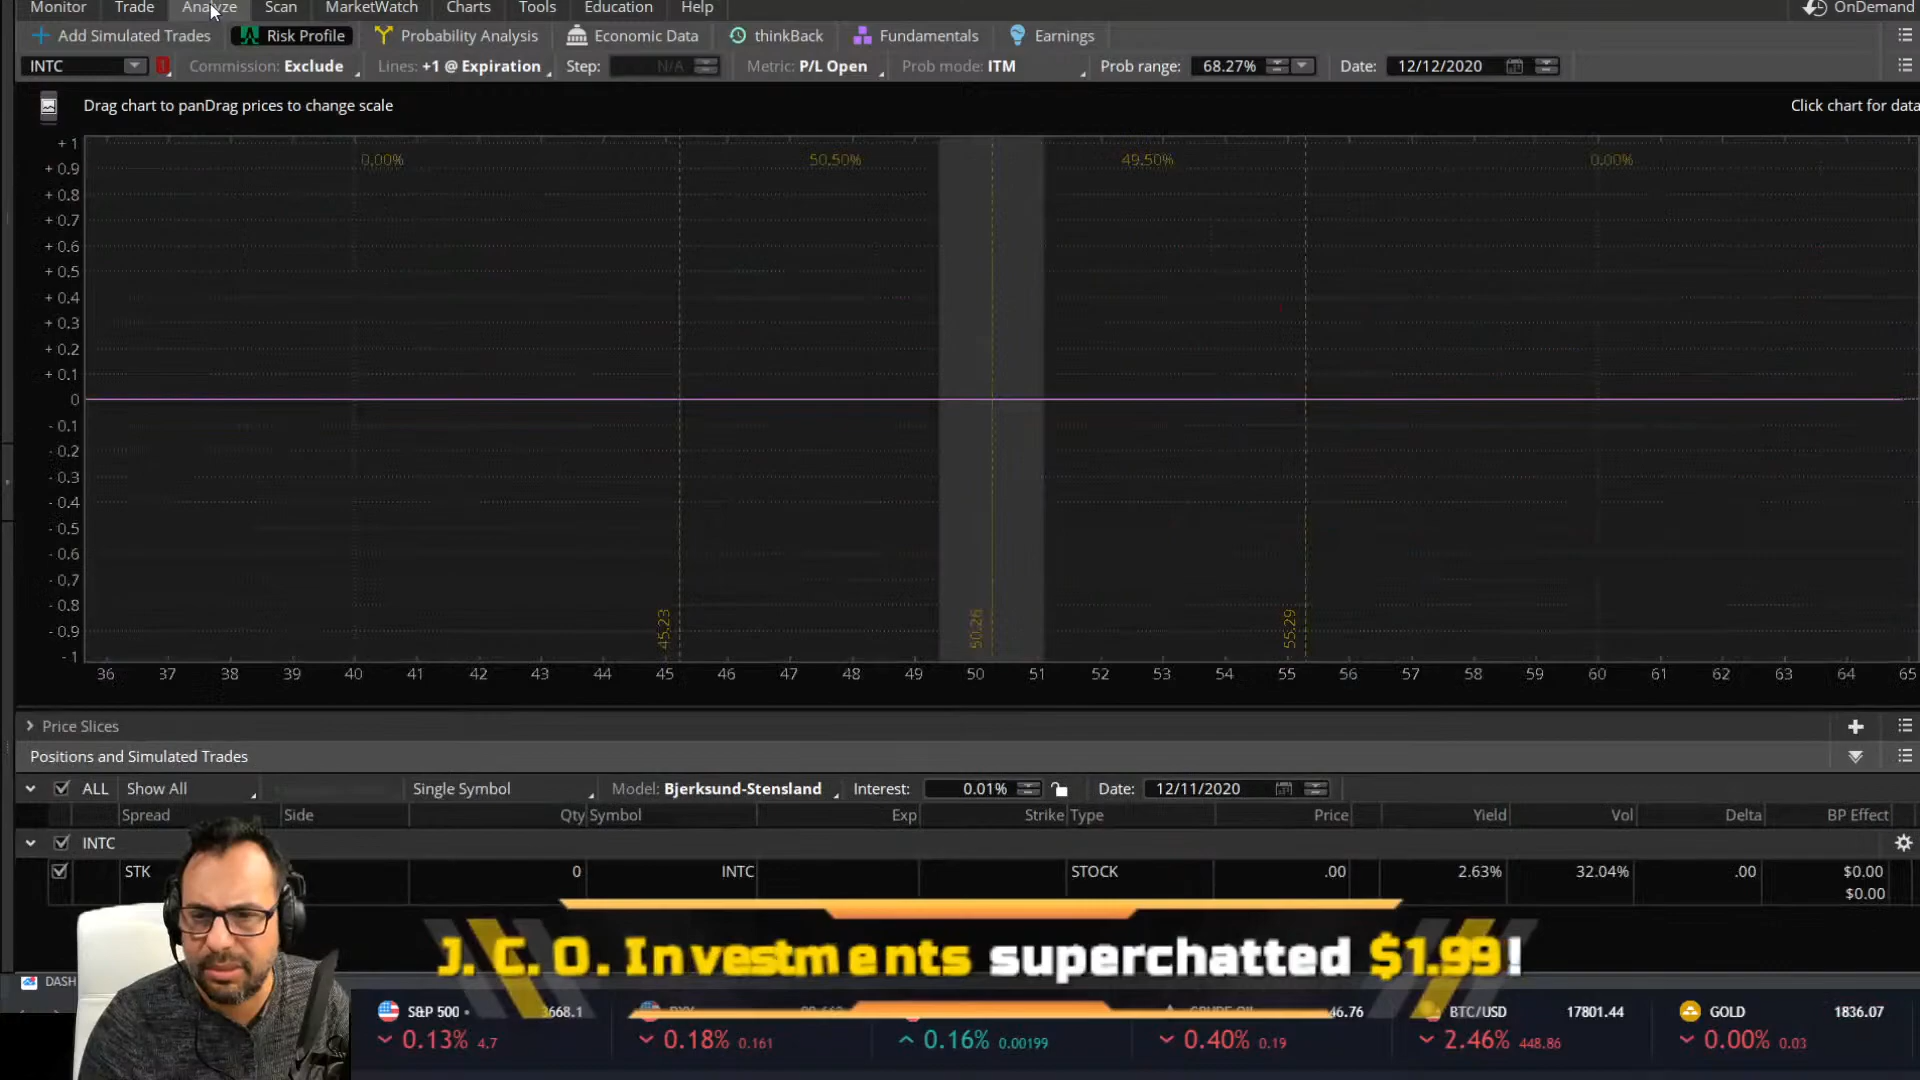 Monitor Trade Analyze Scan MarketWatch Charts Tools Education Help OnDemand
Add Simulated Trades Risk Profile Probability Analysis Economic Data thinkBack Fundamentals Earnings
INTC Commission: Exclude Lines: +1 @ Expiration Step: N/A Metric: P/L Open Prob mode: ITM Prob range: 68.27% Date: 12/12/2020
Drag chart to panDrag prices to change scale Click chart for data
+ 1
0.00% 50.50% 49.50% 0.00%
+ 0.9
+ 0.8
+ 0.7
+ 0.6
+ 0.5
+ 0.4
+ 0.3
+ 0.2
+ 0.1
0
- 0.1
- 0.2
- 0.3
- 0.4
- 0.5
- 0.6
- 0.7
- 0.8
- 0.9
- 1
45.23 50.26 55.29
36 37 38 39 40 41 42 43 44 45 46 47 48 49 50 51 52 53 54 55 56 57 58 59 60 61 62 63 64 65
Price Slices
Positions and Simulated Trades
ALL Show All Single Symbol Model: Bjerksund-Stensland Interest: 0.01% Date: 12/11/2020
Spread Side Qty Symbol Exp Strike Type Price Yield Vol Delta BP Effect
INTC
STK 0 INTC STOCK .00 2.63% 32.04% .00 $0.00
$0.00
J. C. O. Investments superchatted $1.99!
DASH
S&P 500 3668.1 46.76 BTC/USD 17801.44 GOLD 1836.07
0.13% 4.7 0.18% 0.161 0.16% 0.00199 0.40% 0.19 2.46% 448.86 0.00% 0.03